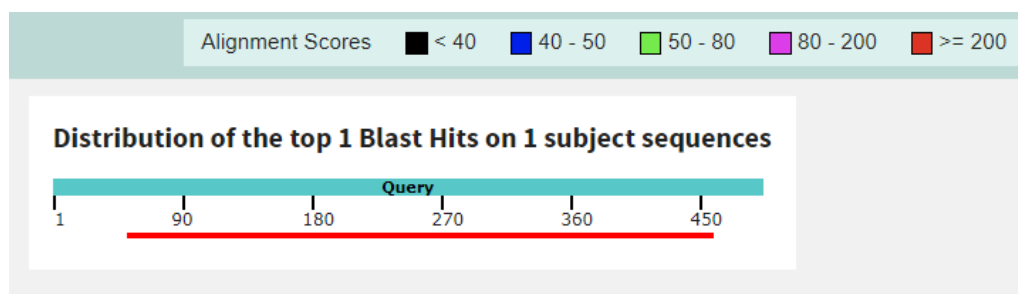 Alignment Scores < 40 40 - 50 50 - 80 80 - 200 >= 200
Distribution of the top 1 Blast Hits on 1 subject sequences
Query
1 90 180 270 360 450